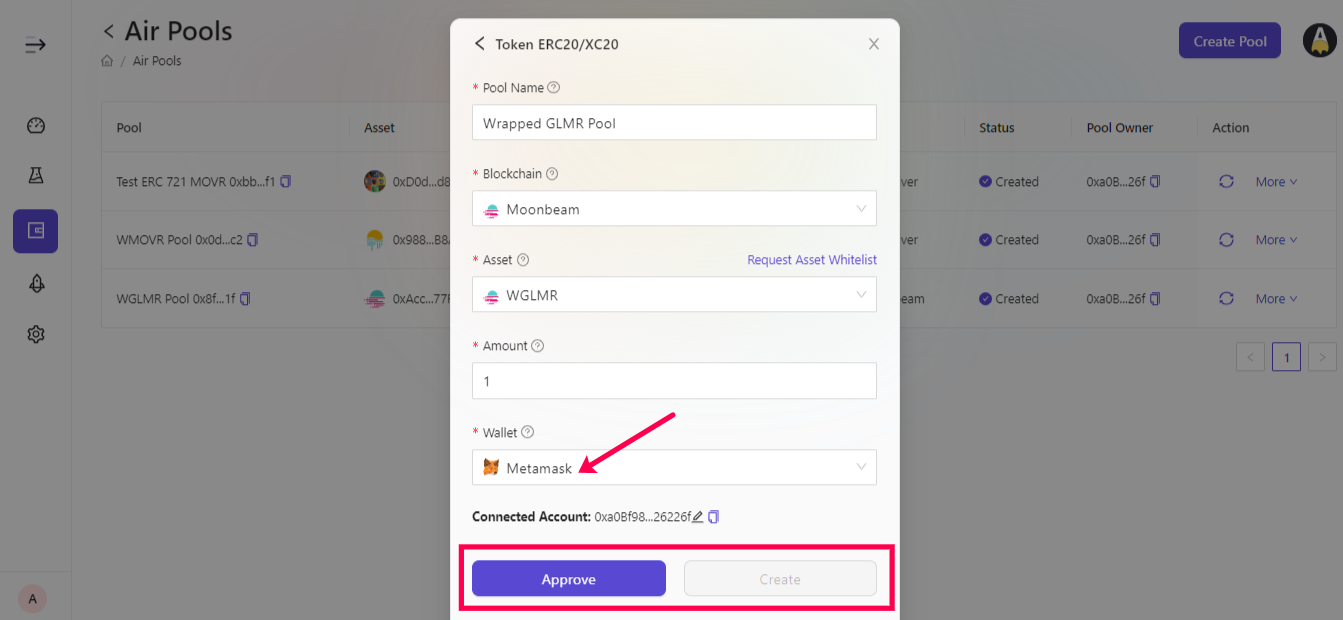 Air Pools
/ Air Pools
Create Pool
Pool Asset Status Pool Owner Action
Test ERC 721 MOVR 0xbb...f1 0xD0d...d8 ver Created 0xa0B...26f More
WMOVR Pool 0x0d...c2 0x988...B8 ver Created 0xa0B...26f More
WGLMR Pool 0x8f...1f 0xAcc...77 eam Created 0xa0B...26f More
1
A
Token ERC20/XC20
* Pool Name
Wrapped GLMR Pool
* Blockchain
Moonbeam
* Asset Request Asset Whitelist
WGLMR
* Amount
1
* Wallet
Metamask
Connected Account: 0xa0Bf98...26226f
Approve Create